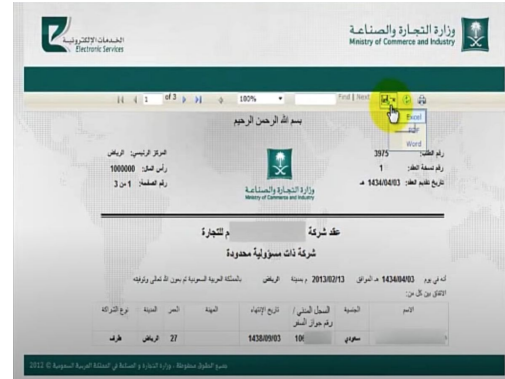 وزارة التجارة والصناعة
Ministry of Commerce and Industry
الخدمات الإلكترونية
Electronic Services
1 of 3 100% Find | Next
Excel
PDF
Word
بسم الله الرحمن الرحيم
رقم الطلب: 3975
رقم نسخة العقد: 1
تاريخ تقديم العقد: 1434/04/03 هـ
وزارة التجارة والصناعة
Ministry of Commerce and Industry
المركز الرئيسي: الرياض
رأس المال: 1000000
رقم الصفحة: 1 من 3
عقد شركة م للتجارة
شركة ذات مسؤولية محدودة
أنه في يوم 1434/04/03 هـ الموافق 2013/02/13 م بمدينة الرياض بالمملكة العربية السعودية تم بعون الله تعالى وتوفيقه
الاتفاق بين كل من:
الاسم الجنسية السجل المدني / رقم جواز السفر تاريخ الإنتهاء المهنة العمر المدينة نوع الشراكة
سعودي 10 1438/09/03 27 الرياض طرف
جميع الحقوق محفوظة ، وزارة التجارة و الصناعة في المملكة العربية السعودية © 2012